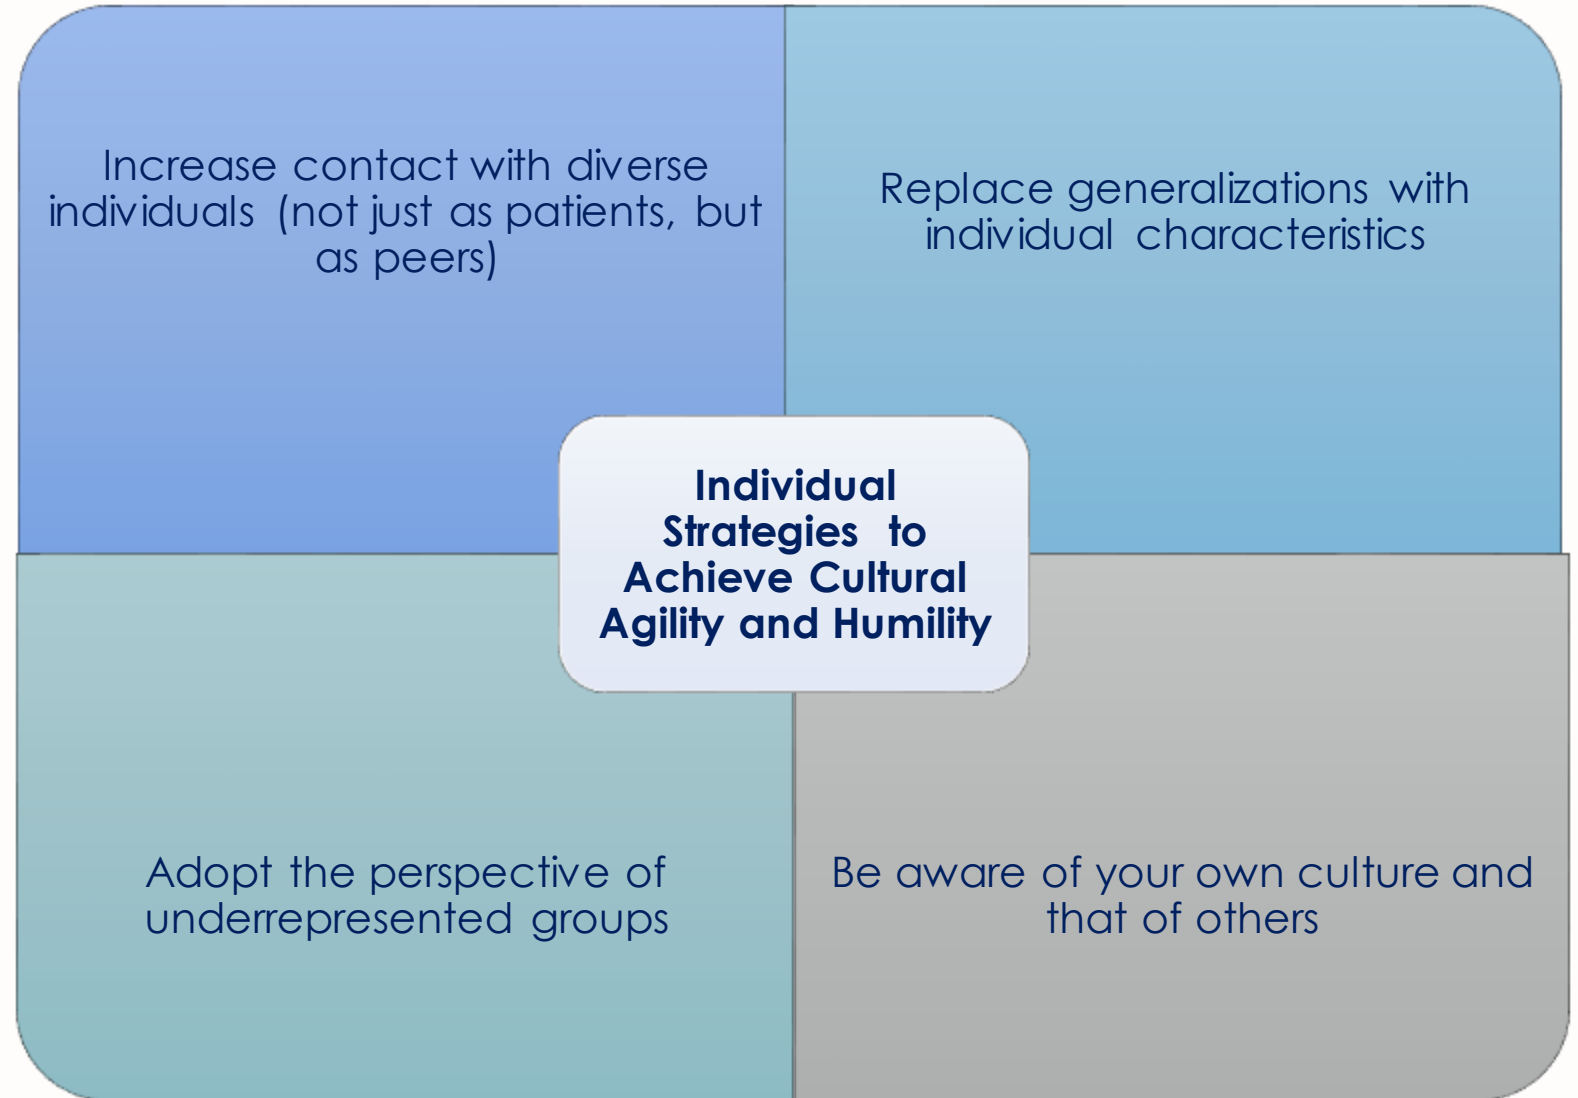 Increase contact with diverse
individuals (not just as patients, but
as peers)
Replace generalizations with
individual characteristics
Individual
Strategies to
Achieve Cultural
Agility and Humility
Adopt the perspective of
underrepresented groups
Be aware of your own culture and
that of others